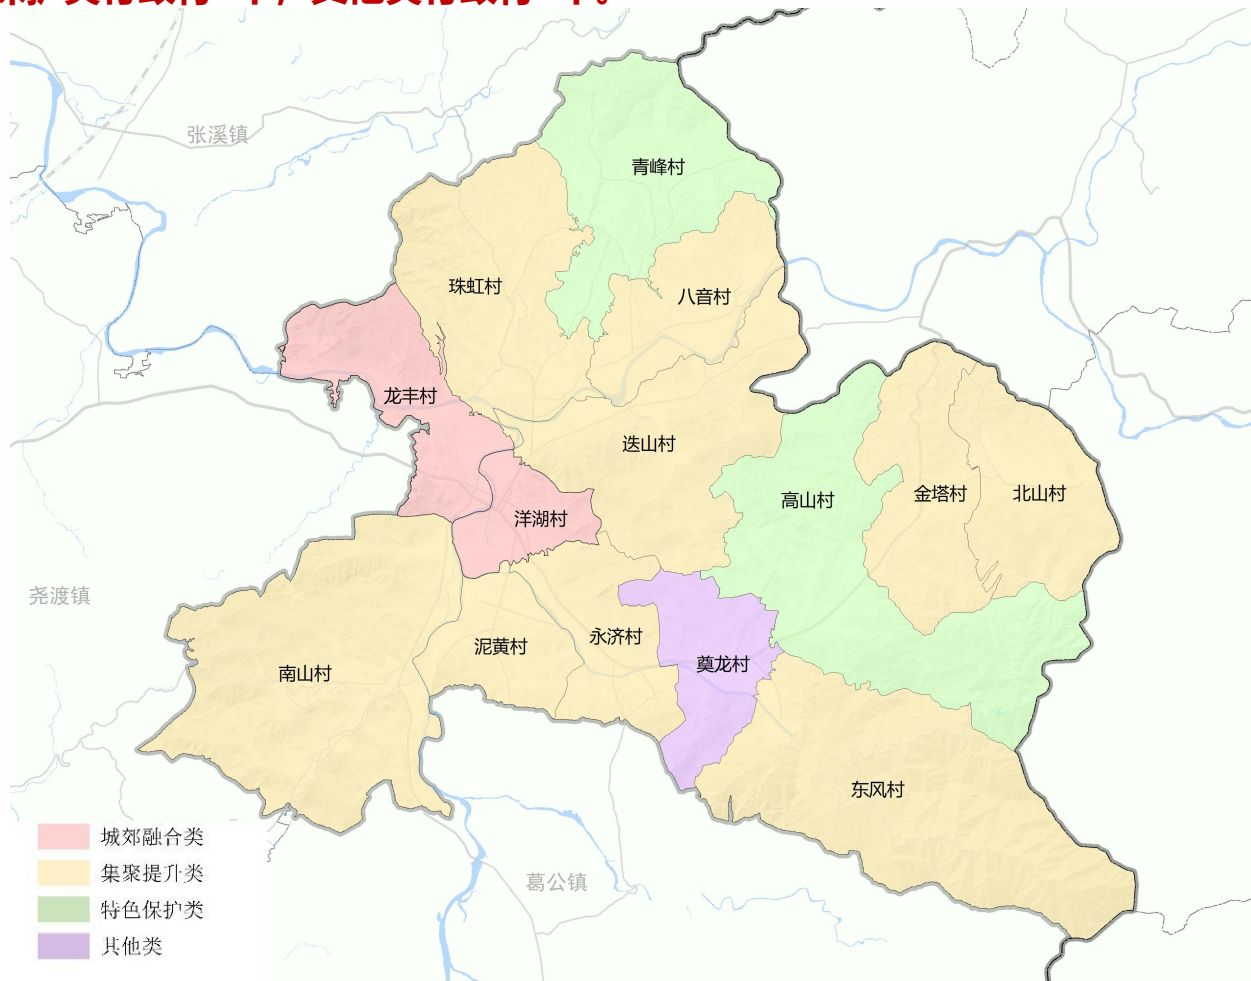 张溪镇
青峰村
珠虹村
八音村
龙丰村
迭山村
高山村
金塔村
北山村
洋湖村
尧渡镇
永济村
泥黄村
奠龙村
南山村
东风村
城郊融合类
集聚提升类
特色保护类
其他类
葛公镇